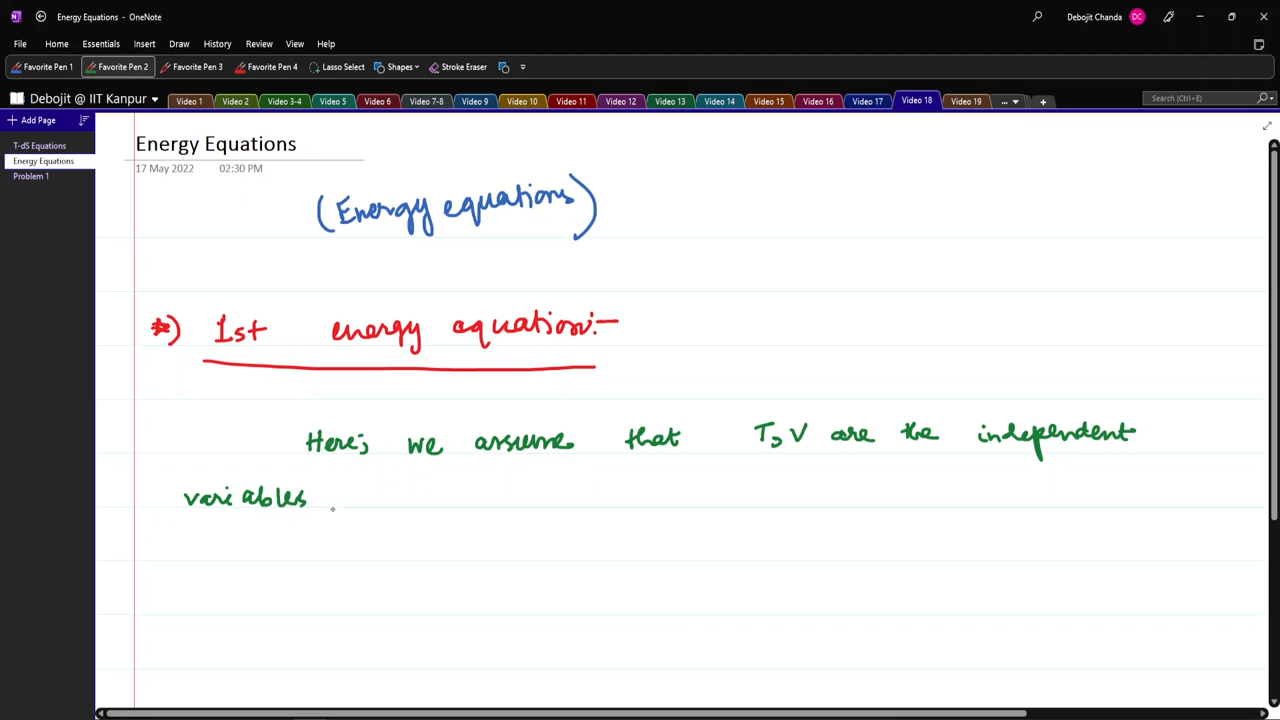 Energy Equations - OneNote
Debojit Chanda DC
File Home Essentials Insert Draw History Review View Help
Favorite Pen 1 Favorite Pen 2 Favorite Pen 3 Favorite Pen 4 Lasso Select Shapes Stroke Eraser
Debojit @ IIT Kanpur Video 1 Video 2 Video 3-4 Video 5 Video 6 Video 7-8 Video 9 Video 10 Video 11 Video 12 Video 13 Video 14 Video 15 Video 16 Video 17 Video 18 Video 19 ... + Search (Ctrl+E)
+ Add Page
T-dS Equations
Energy Equations
Problem 1
Energy Equations
17 May 2022 02:30 PM
(Energy equations)
*) 1st energy equation:-
Here; we assume that T, V are the independent
variables